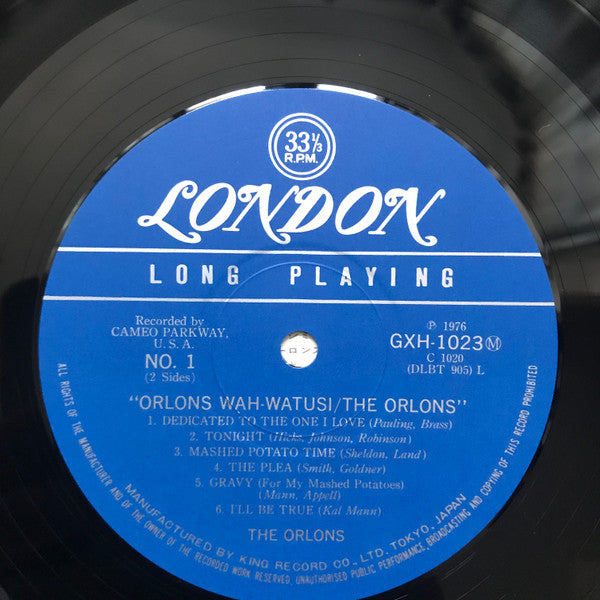 33⅓
R.P.M.
LONDON
LONG PLAYING
Recorded by
CAMEO PARKWAY,
U.S.A.
NO. 1
(2 Sides)
ロンス
℗ 1976
GXH-1023Ⓜ
C 1020
(DLBT 905) L
"ORLONS WAH-WATUSI/THE ORLONS"
1. DEDICATED TO THE ONE I LOVE (Pauling, Brass)
2. TONIGHT (Hicks, Johnson, Robinson)
3. MASHED POTATO TIME (Sheldon, Land)
4. THE PLEA (Smith, Goldner)
5. GRAVY (For My Mashed Potatoes)
(Mann, Appell)
6. I'LL BE TRUE (Kal Mann)
THE ORLONS
MANUFACTURED BY KING RECORD CO., LTD. TOKYO, JAPAN
ALL RIGHTS OF THE MANUFACTURER AND OF THE OWNER OF THE RECORDED WORK RESERVED, UNAUTHORISED PUBLIC PERFORMANCE, BROADCASTING AND COPYING OF THIS RECORD PROHIBITED